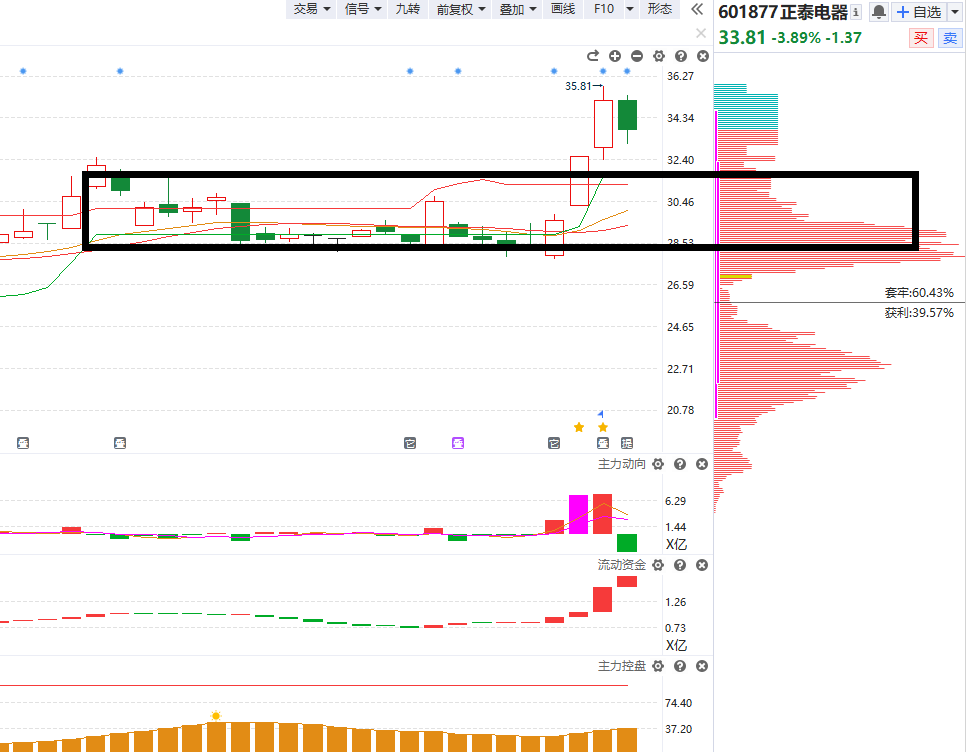 交易 信号 九转 前复权 叠加 画线 F10 形态
601877正泰电器
自选
33.81 -3.89% -1.37
买 卖
36.27
35.81→
34.34
32.40
30.46
28.53
26.59
套牢:60.43%
获利:39.57%
24.65
22.71
20.78
主力动向
6.29
1.44
X亿
流动资金
1.26
0.73
X亿
主力控盘
74.40
37.20